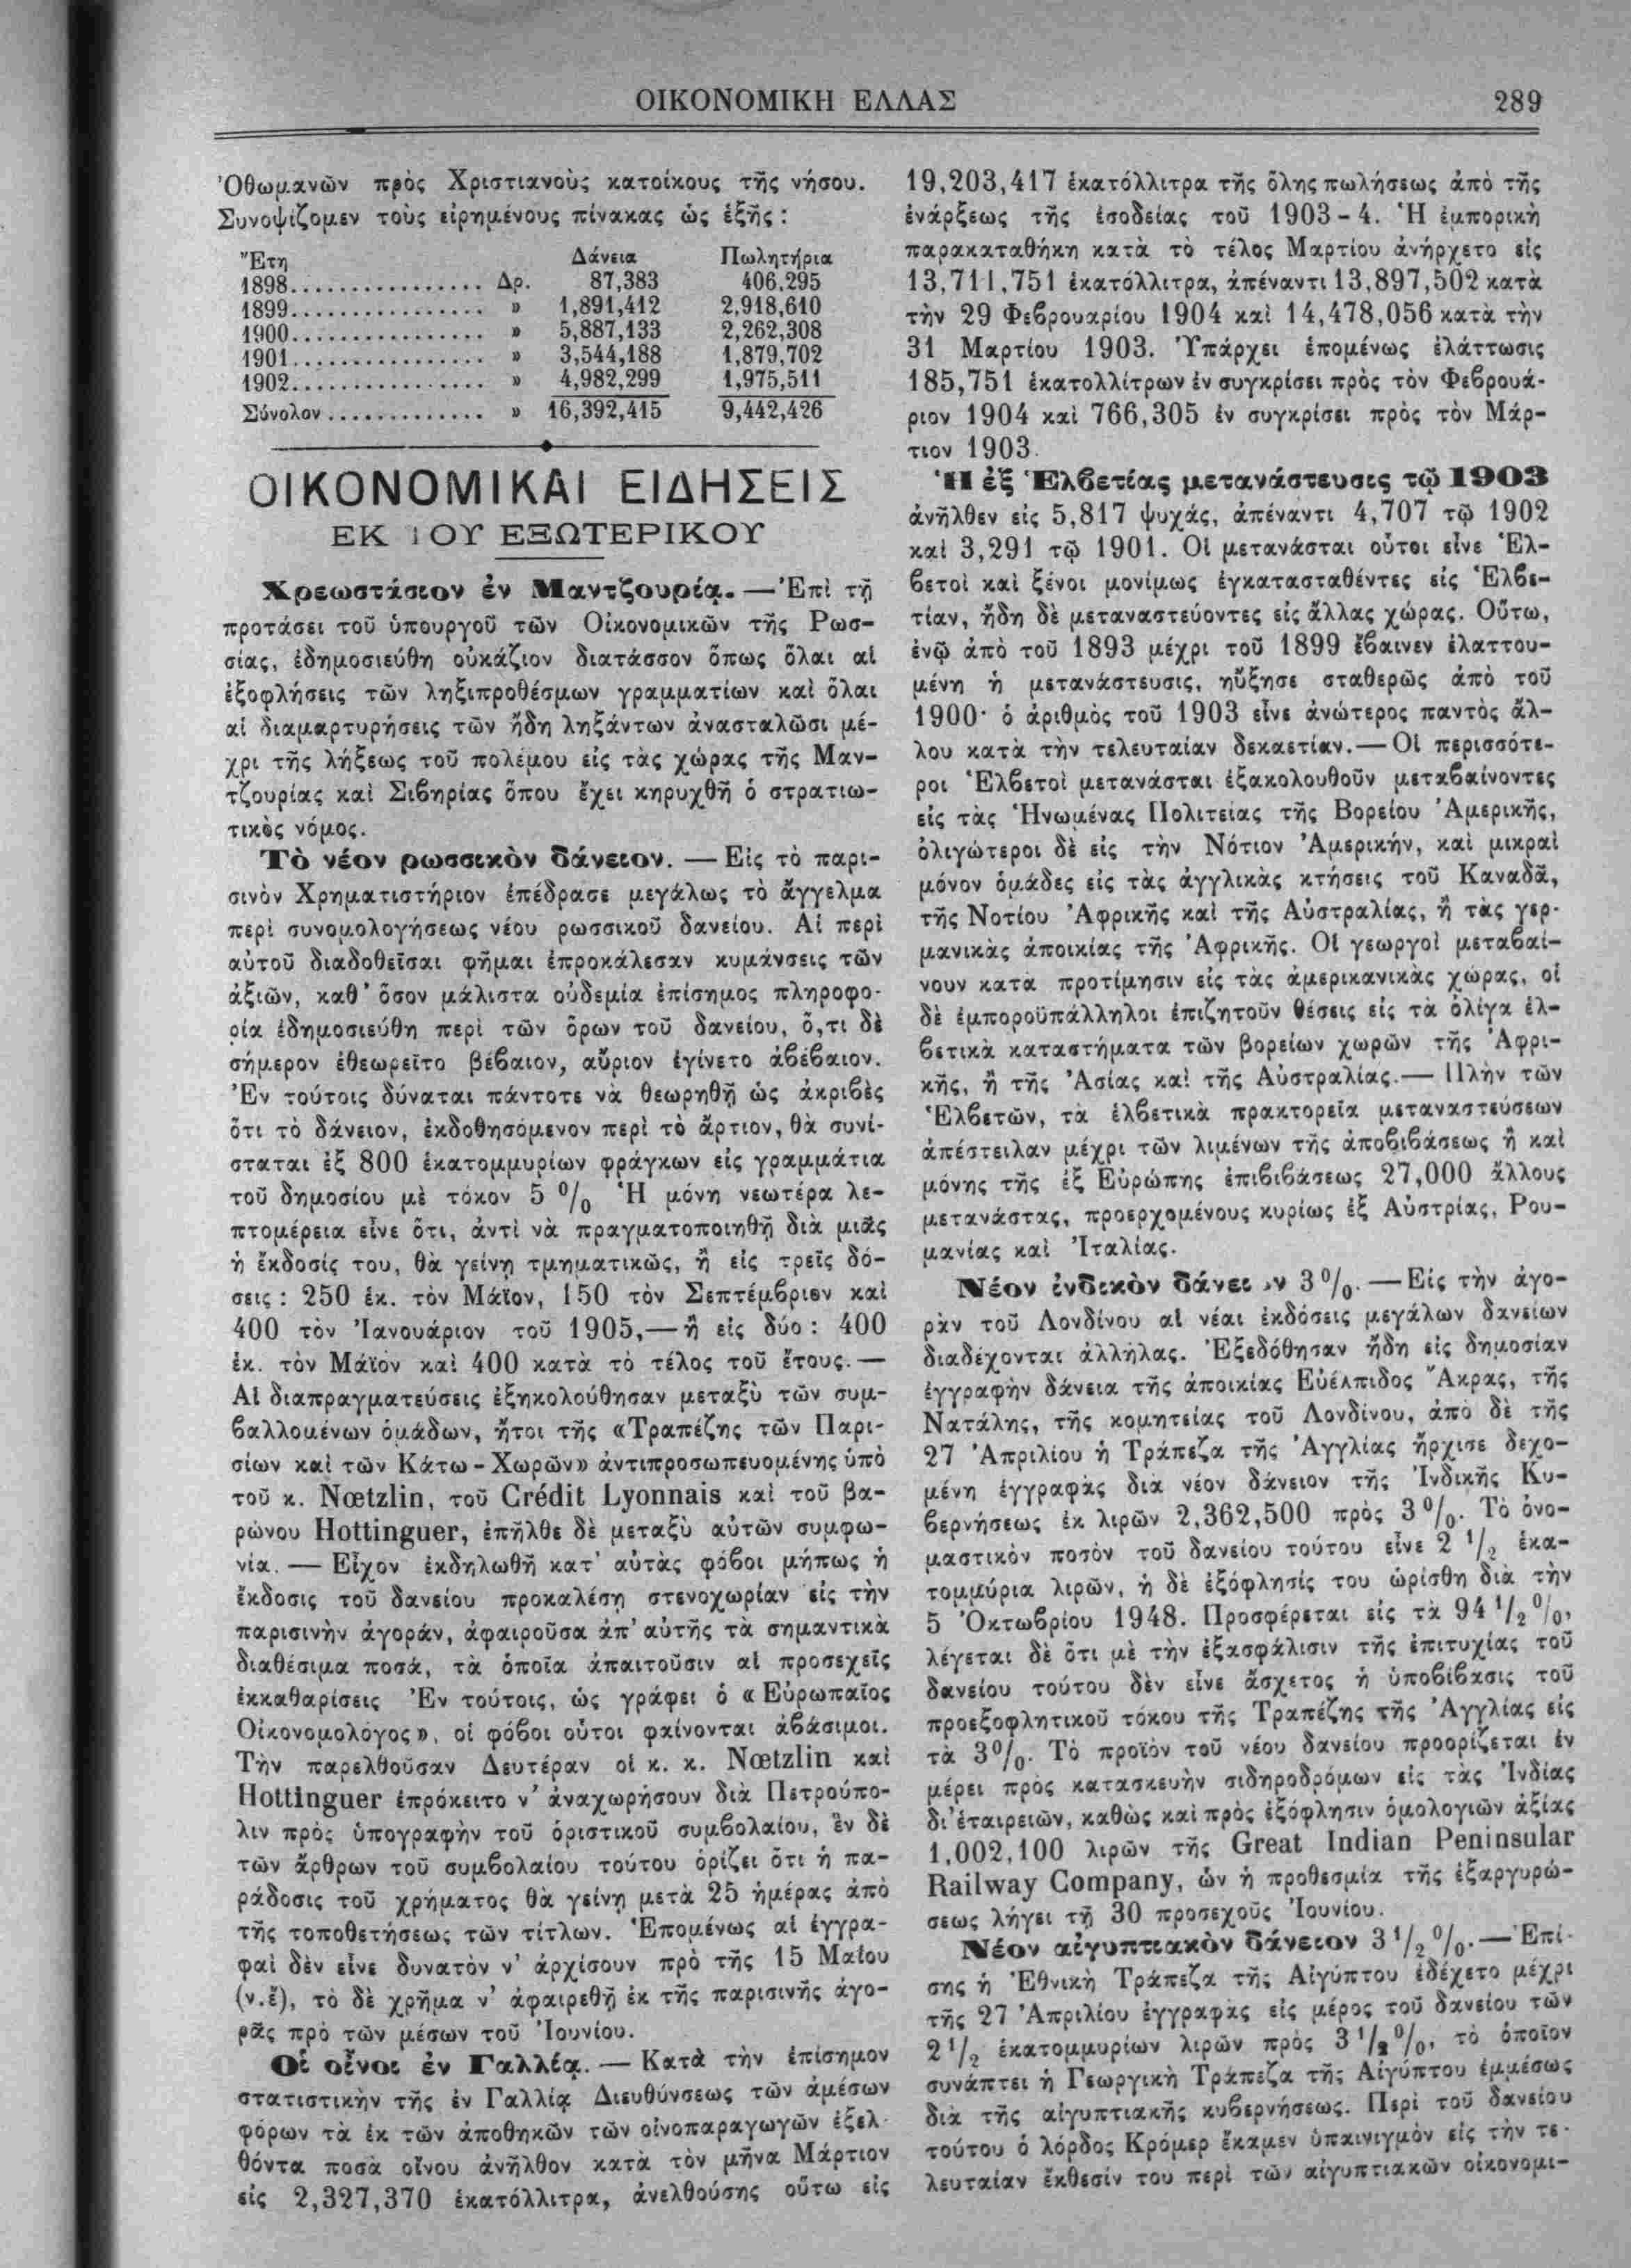 ΟΙΚΟΝΟΜΙΚΗ ΕΛΛΑΣ 289
Ὀθωμανῶν πρὸς Χριστιανοὺς κατοίκους τῆς νήσου.
Συνοψίζομεν τοὺς εἰρημένους πίνακας ὡς ἑξῆς :
Ἔτη Δάνεια Πωλητήρια
1898................ Δρ. 87,383 406,295
1899................ » 1,891,412 2,918,610
1900................ » 5,887,133 2,262,308
1901................ » 3,544,188 1,879,702
1902................ » 4,982,299 1,975,511
Σύνολον ............. » 16,392,415 9,442,426
ΟΙΚΟΝΟΜΙΚΑΙ ΕΙΔΗΣΕΙΣ
ΕΚ ΤΟΥ ΕΞΩΤΕΡΙΚΟΥ
Χρεωστάσιον ἐν Μαντζουρίᾳ. — Ἐπὶ τῇ
προτάσει τοῦ ὑπουργοῦ τῶν Οἰκονομικῶν τῆς Ρωσ-
σίας, ἐδημοσιεύθη οὐκάζιον διατάσσον ὅπως ὅλαι αἱ
ἐξοφλήσεις τῶν ληξιπροθέσμων γραμματίων καὶ ὅλαι
αἱ διαμαρτυρήσεις τῶν ἤδη ληξάντων ἀνασταλῶσι μέ-
χρι τῆς λήξεως τοῦ πολέμου εἰς τὰς χώρας τῆς Μαν-
τζουρίας καὶ Σιβηρίας ὅπου ἔχει κηρυχθῆ ὁ στρατιω-
τικὸς νόμος.
Τὸ νέον ρωσσικὸν δάνειον. — Εἰς τὸ παρι-
σινὸν Χρηματιστήριον ἐπέδρασε μεγάλως τὸ ἄγγελμα
περὶ συνομολογήσεως νέου ρωσσικοῦ δανείου. Αἱ περὶ
αὐτοῦ διαδοθεῖσαι φῆμαι ἐπροκάλεσαν κυμάνσεις τῶν
ἀξιῶν, καθ' ὅσον μάλιστα οὐδεμία ἐπίσημος πληροφο-
ρία ἐδημοσιεύθη περὶ τῶν ὅρων τοῦ δανείου, ὅ,τι δὲ
σήμερον ἐθεωρεῖτο βέβαιον, αὔριον ἐγίνετο ἀβέβαιον.
Ἐν τούτοις δύναται πάντοτε νὰ θεωρηθῇ ὡς ἀκριβὲς
ὅτι τὸ δάνειον, ἐκδοθησόμενον περὶ τὸ ἄρτιον, θὰ συνί-
σταται ἐξ 800 ἑκατομμυρίων φράγκων εἰς γραμμάτια
τοῦ δημοσίου μὲ τόκον 5 % Ἡ μόνη νεωτέρα λε-
πτομέρεια εἶνε ὅτι, ἀντὶ νὰ πραγματοποιηθῇ διὰ μιᾶς
ἡ ἔκδοσίς του, θὰ γείνῃ τμηματικῶς, ἢ εἰς τρεῖς δό-
σεις : 250 ἑκ. τὸν Μάϊον, 150 τὸν Σεπτέμβριον καὶ
400 τὸν Ἰανουάριον τοῦ 1905,— ἢ εἰς δύο : 400
ἑκ. τὸν Μάϊον καὶ 400 κατὰ τὸ τέλος τοῦ ἔτους. —
Αἱ διαπραγματεύσεις ἐξηκολούθησαν μεταξὺ τῶν συμ-
βαλλομένων ὁμάδων, ἤτοι τῆς «Τραπέζης τῶν Παρι-
σίων καὶ τῶν Κάτω-Χωρῶν» ἀντιπροσωπευομένης ὑπὸ
τοῦ κ. Nœtzlin, τοῦ Crédit Lyonnais καὶ τοῦ βα-
ρώνου Hottinguer, ἐπῆλθε δὲ μεταξὺ αὐτῶν συμφω-
νία. — Εἶχον ἐκδηλωθῆ κατ' αὐτὰς φόβοι μήπως ἡ
ἔκδοσις τοῦ δανείου προκαλέσῃ στενοχωρίαν εἰς τὴν
παρισινὴν ἀγοράν, ἀφαιροῦσα ἀπ' αὐτῆς τὰ σημαντικὰ
διαθέσιμα ποσά, τὰ ὁποῖα ἀπαιτοῦσιν αἱ προσεχεῖς
ἐκκαθαρίσεις Ἐν τούτοις, ὡς γράφει ὁ «Εὐρωπαῖος
Οἰκονομολόγος», οἱ φόβοι οὗτοι φαίνονται ἀβάσιμοι.
Τὴν παρελθοῦσαν Δευτέραν οἱ κ. κ. Nœtzlin καὶ
Hottinguer ἐπρόκειτο ν' ἀναχωρήσουν διὰ Πετρούπο-
λιν πρὸς ὑπογραφὴν τοῦ ὁριστικοῦ συμβολαίου, ἓν δὲ
τῶν ἄρθρων τοῦ συμβολαίου τούτου ὁρίζει ὅτι ἡ πα-
ράδοσις τοῦ χρήματος θὰ γείνῃ μετὰ 25 ἡμέρας ἀπὸ
τῆς τοποθετήσεως τῶν τίτλων. Ἑπομένως αἱ ἐγγρα-
φαὶ δὲν εἶνε δυνατὸν ν' ἀρχίσουν πρὸ τῆς 15 Μαΐου
(ν.ἔ), τὸ δὲ χρῆμα ν' ἀφαιρεθῇ ἐκ τῆς παρισινῆς ἀγο-
ρᾶς πρὸ τῶν μέσων τοῦ Ἰουνίου.
Οἱ οἶνοι ἐν Γαλλίᾳ. — Κατὰ τὴν ἐπίσημον
στατιστικὴν τῆς ἐν Γαλλίᾳ Διευθύνσεως τῶν ἀμέσων
φόρων τὰ ἐκ τῶν ἀποθηκῶν τῶν οἰνοπαραγωγῶν ἐξελ-
θόντα ποσὰ οἴνου ἀνῆλθον κατὰ τὸν μῆνα Μάρτιον
εἰς 2,327,370 ἑκατόλλιτρα, ἀνελθούσης οὕτω εἰς
19,203,417 ἑκατόλλιτρα τῆς ὅλης πωλήσεως ἀπὸ τῆς
ἐνάρξεως τῆς ἐσοδείας τοῦ 1903-4. Ἡ ἐμπορικὴ
παρακαταθήκη κατὰ τὸ τέλος Μαρτίου ἀνήρχετο εἰς
13,711,751 ἑκατόλλιτρα, ἀπέναντι 13,897,502 κατὰ
τὴν 29 Φεβρουαρίου 1904 καὶ 14,478,056 κατὰ τὴν
31 Μαρτίου 1903. Ὑπάρχει ἑπομένως ἐλάττωσις
185,751 ἑκατολλίτρων ἐν συγκρίσει πρὸς τὸν Φεβρουά-
ριον 1904 καὶ 766,305 ἐν συγκρίσει πρὸς τὸν Μάρ-
τιον 1903.
Ἡ ἐξ Ἑλβετίας μετανάστευσις τῷ 1903
ἀνῆλθεν εἰς 5,817 ψυχάς, ἀπέναντι 4,707 τῷ 1902
καὶ 3,291 τῷ 1901. Οἱ μετανάσται οὗτοι εἶνε Ἑλ-
βετοὶ καὶ ξένοι μονίμως ἐγκατασταθέντες εἰς Ἑλβε-
τίαν, ἤδη δὲ μεταναστεύοντες εἰς ἄλλας χώρας. Οὕτω,
ἐνῷ ἀπὸ τοῦ 1893 μέχρι τοῦ 1899 ἔβαινεν ἐλαττου-
μένη ἡ μετανάστευσις, ηὔξησε σταθερῶς ἀπὸ τοῦ
1900· ὁ ἀριθμὸς τοῦ 1903 εἶνε ἀνώτερος παντὸς ἄλ-
λου κατὰ τὴν τελευταίαν δεκαετίαν. — Οἱ περισσότε-
ροι Ἑλβετοὶ μετανάσται ἐξακολουθοῦν μεταβαίνοντες
εἰς τὰς Ἡνωμένας Πολιτείας τῆς Βορείου Ἀμερικῆς,
ὀλιγώτεροι δὲ εἰς τὴν Νότιον Ἀμερικήν, καὶ μικραὶ
μόνον ὁμάδες εἰς τὰς ἀγγλικὰς κτήσεις τοῦ Καναδᾶ,
τῆς Νοτίου Ἀφρικῆς καὶ τῆς Αὐστραλίας, ἢ τὰς γερ-
μανικὰς ἀποικίας τῆς Ἀφρικῆς. Οἱ γεωργοὶ μεταβαί-
νουν κατὰ προτίμησιν εἰς τὰς ἀμερικανικὰς χώρας, οἱ
δὲ ἐμποροϋπάλληλοι ἐπιζητοῦν θέσεις εἰς τὰ ὀλίγα ἑλ-
βετικὰ καταστήματα τῶν βορείων χωρῶν τῆς Ἀφρι-
κῆς, ἢ τῆς Ἀσίας καὶ τῆς Αὐστραλίας. — Πλὴν τῶν
Ἑλβετῶν, τὰ ἑλβετικὰ πρακτορεῖα μεταναστεύσεων
ἀπέστειλαν μέχρι τῶν λιμένων τῆς ἀποβιβάσεως ἢ καὶ
μόνης τῆς ἐξ Εὐρώπης ἐπιβιβάσεως 27,000 ἄλλους
μετανάστας, προερχομένους κυρίως ἐξ Αὐστρίας, Ρου-
μανίας καὶ Ἰταλίας.
Νέον ἰνδικὸν δάνειον 3%. — Εἰς τὴν ἀγο-
ρὰν τοῦ Λονδίνου αἱ νέαι ἐκδόσεις μεγάλων δανείων
διαδέχονται ἀλλήλας. Ἐξεδόθησαν ἤδη εἰς δημοσίαν
ἐγγραφὴν δάνεια τῆς ἀποικίας Εὐέλπιδος Ἄκρας, τῆς
Νατάλης, τῆς κομητείας τοῦ Λονδίνου, ἀπὸ δὲ τῆς
27 Ἀπριλίου ἡ Τράπεζα τῆς Ἀγγλίας ἤρχισε δεχο-
μένη ἐγγραφὰς διὰ νέον δάνειον τῆς Ἰνδικῆς Κυ-
βερνήσεως ἐκ λιρῶν 2,362,500 πρὸς 3%. Τὸ ὀνο-
μαστικὸν ποσὸν τοῦ δανείου τούτου εἶνε 2 1/2 ἑκα-
τομμύρια λιρῶν, ἡ δὲ ἐξόφλησίς του ὡρίσθη διὰ τὴν
5 Ὀκτωβρίου 1948. Προσφέρεται εἰς τὰ 94 1/2 %,
λέγεται δὲ ὅτι μὲ τὴν ἐξασφάλισιν τῆς ἐπιτυχίας τοῦ
δανείου τούτου δὲν εἶνε ἄσχετος ἡ ὑποβίβασις τοῦ
προεξοφλητικοῦ τόκου τῆς Τραπέζης τῆς Ἀγγλίας εἰς
τὰ 3%. Τὸ προϊὸν τοῦ νέου δανείου προορίζεται ἐν
μέρει πρὸς κατασκευὴν σιδηροδρόμων εἰς τὰς Ἰνδίας
δι' ἑταιρειῶν, καθὼς καὶ πρὸς ἐξόφλησιν ὁμολογιῶν ἀξίας
1,002,100 λιρῶν τῆς Great Indian Peninsular
Railway Company, ὧν ἡ προθεσμία τῆς ἐξαργυρώ-
σεως λήγει τῇ 30 προσεχοῦς Ἰουνίου.
Νέον αἰγυπτιακὸν δάνειον 3 1/2 %. — Ἐπί-
σης ἡ Ἐθνικὴ Τράπεζα τῆς Αἰγύπτου ἐδέχετο μέχρι
τῆς 27 Ἀπριλίου ἐγγραφὰς εἰς μέρος τοῦ δανείου τῶν
2 1/2 ἑκατομμυρίων λιρῶν πρὸς 3 1/2 %, τὸ ὁποῖον
συνάπτει ἡ Γεωργικὴ Τράπεζα τῆς Αἰγύπτου ἐμμέσως
διὰ τῆς αἰγυπτιακῆς κυβερνήσεως. Περὶ τοῦ δανείου
τούτου ὁ λόρδος Κρόμερ ἔκαμεν ὑπαινιγμὸν εἰς τὴν τε-
λευταίαν ἔκθεσίν του περὶ τῶν αἰγυπτιακῶν οἰκονομι-